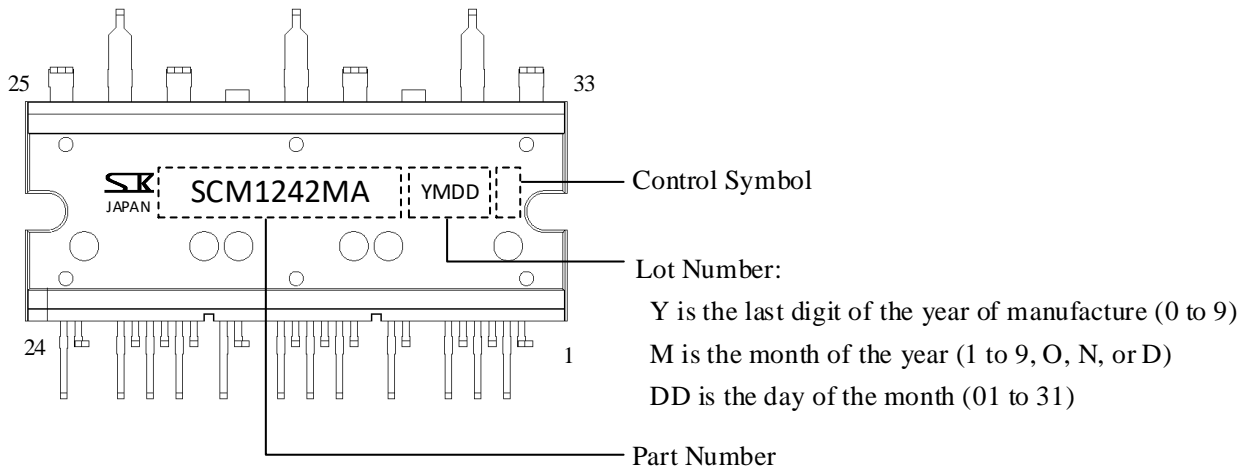 25
33
SK
JAPAN
SCM1242MA
YMDD
Control Symbol
Lot Number:
Y is the last digit of the year of manufacture (0 to 9)
M is the month of the year (1 to 9, O, N, or D)
DD is the day of the month (01 to 31)
24
1
Part Number